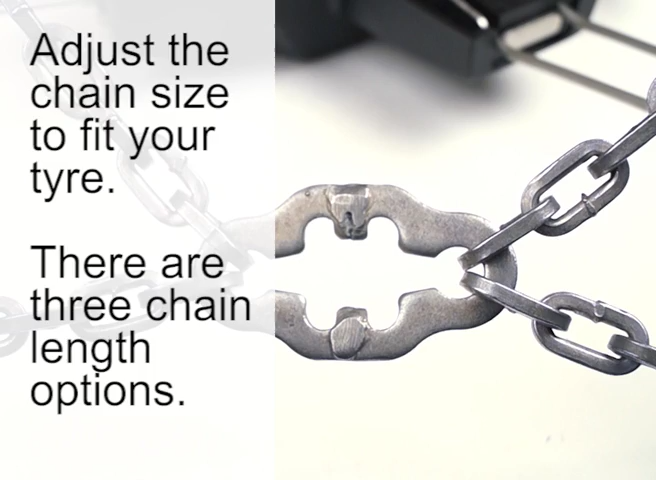 Adjust the
chain size
to fit your
tyre.
There are
three chain
length
options.